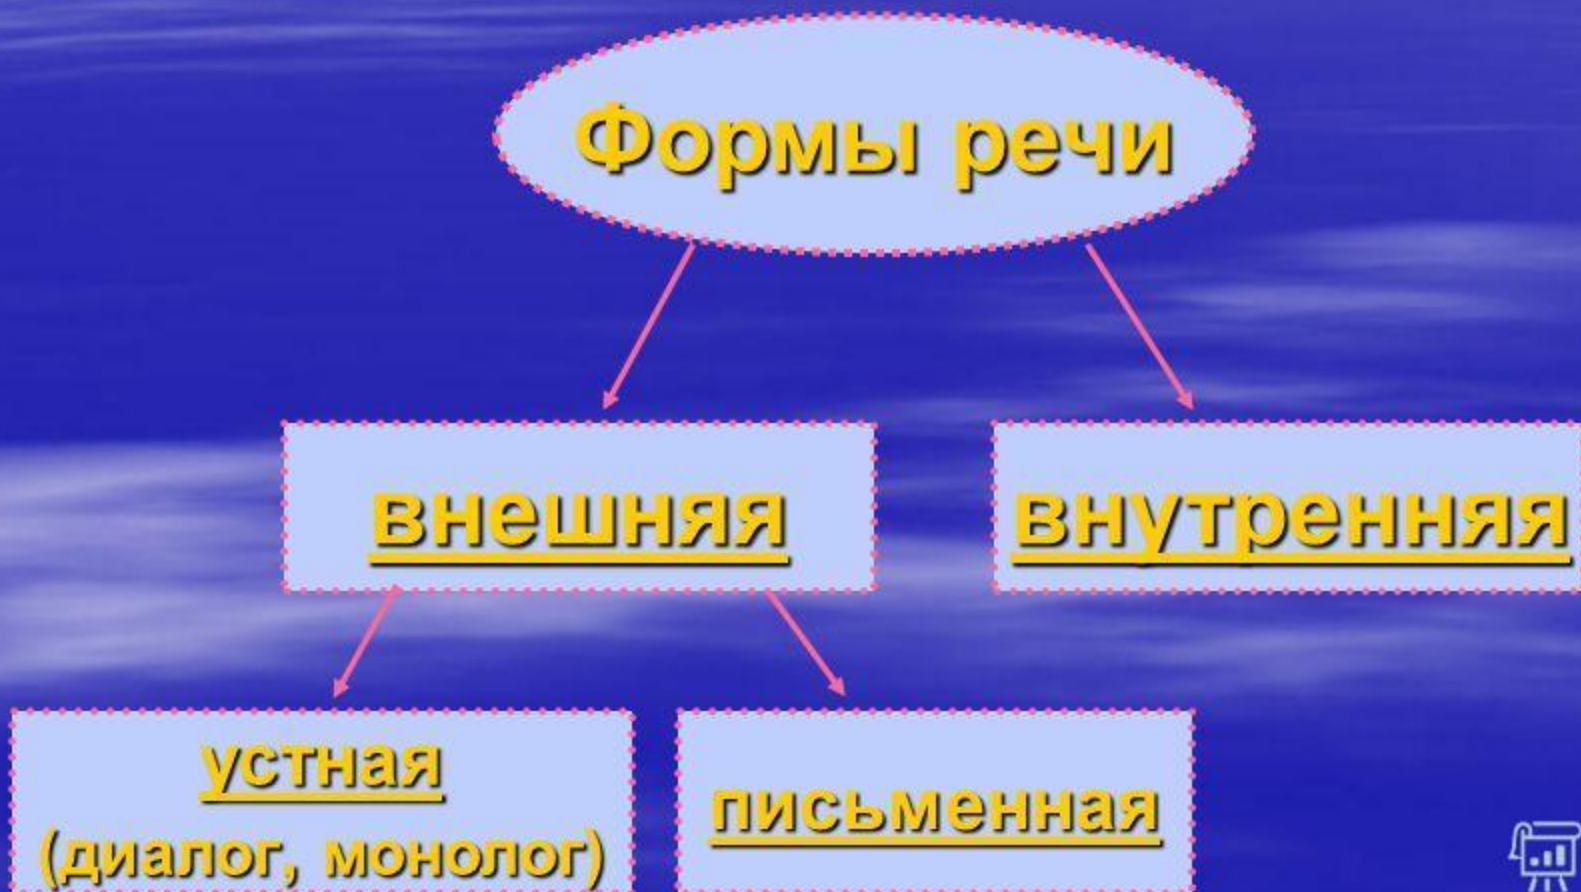 Формы речи
внешняя
внутренняя
устная
(диалог, монолог)
письменная